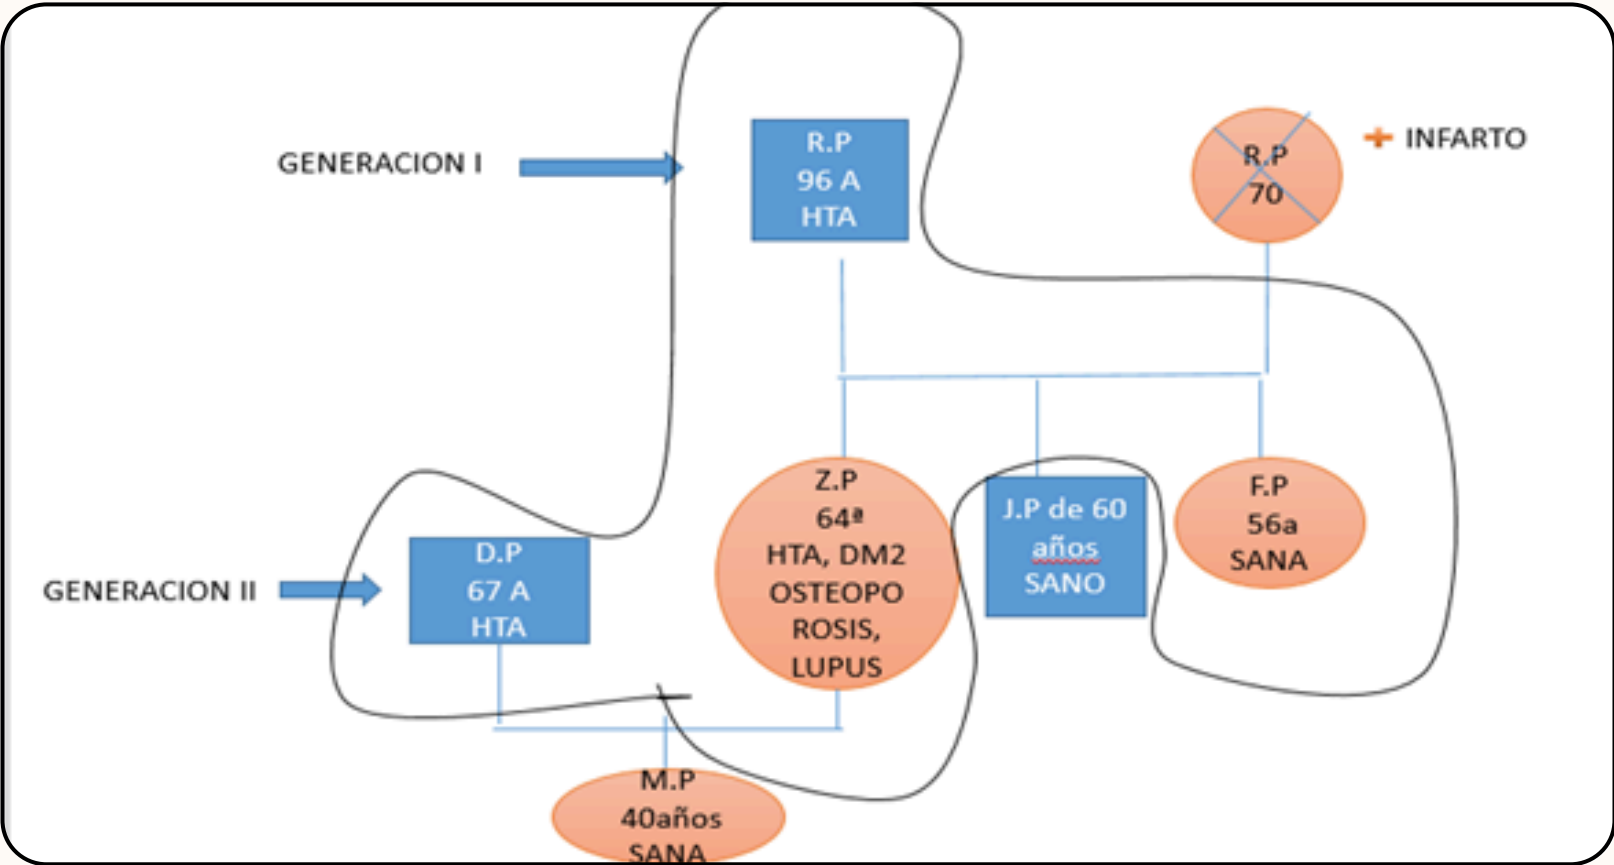 GENERACION I
R.P
96 A
HTA
R.P
70
INFARTO
GENERACION II
D.P
67 A
HTA
Z.P
64ª
HTA, DM2
OSTEOPO
ROSIS,
LUPUS
J.P de 60
años
SANO
F.P
56a
SANA
M.P
40años
SANA